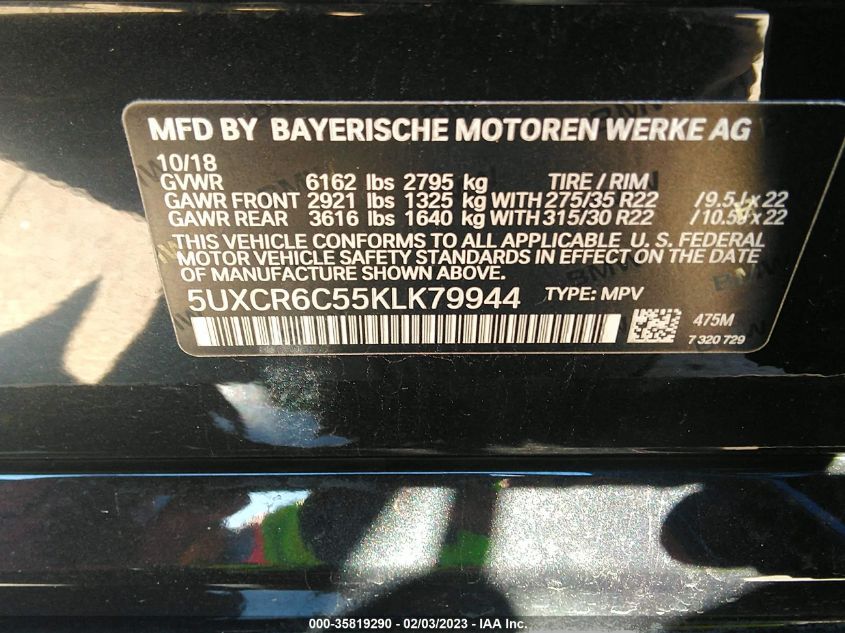 MFD BY BAYERISCHE MOTOREN WERKE AG
10/18
GVWR 6162 lbs 2795 kg TIRE / RIM
GAWR FRONT 2921 lbs 1325 kg WITH 275/35 R22 /9.5J x 22
GAWR REAR 3616 lbs 1640 kg WITH 315/30 R22 /10.5J x 22
THIS VEHICLE CONFORMS TO ALL APPLICABLE U. S. FEDERAL
MOTOR VEHICLE SAFETY STANDARDS IN EFFECT ON THE DATE
OF MANUFACTURE SHOWN ABOVE.
5UXCR6C55KLK79944 TYPE: MPV
475M
7 320 729
000-35819290 - 02/03/2023 - IAA Inc.